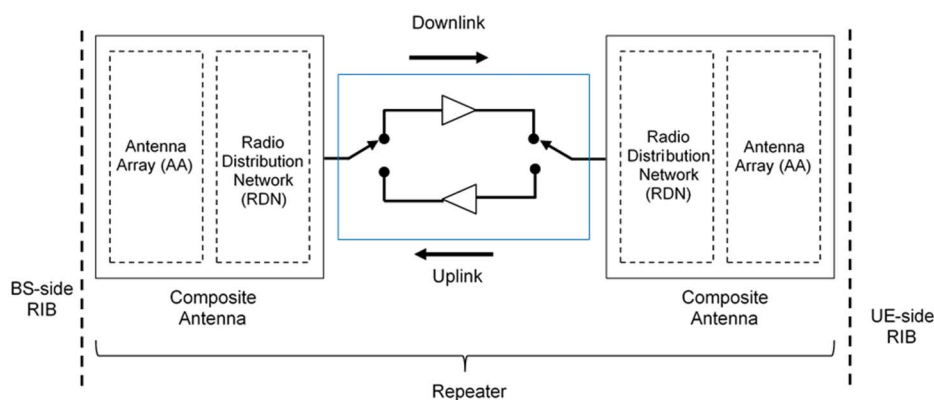 Downlink
Antenna
Array (AA)
Radio
Distribution
Network
(RDN)
Radio
Distribution
Network
(RDN)
Antenna
Array (AA)
Uplink
BS-side
RIB
Composite
Antenna
Composite
Antenna
UE-side
RIB
Repeater